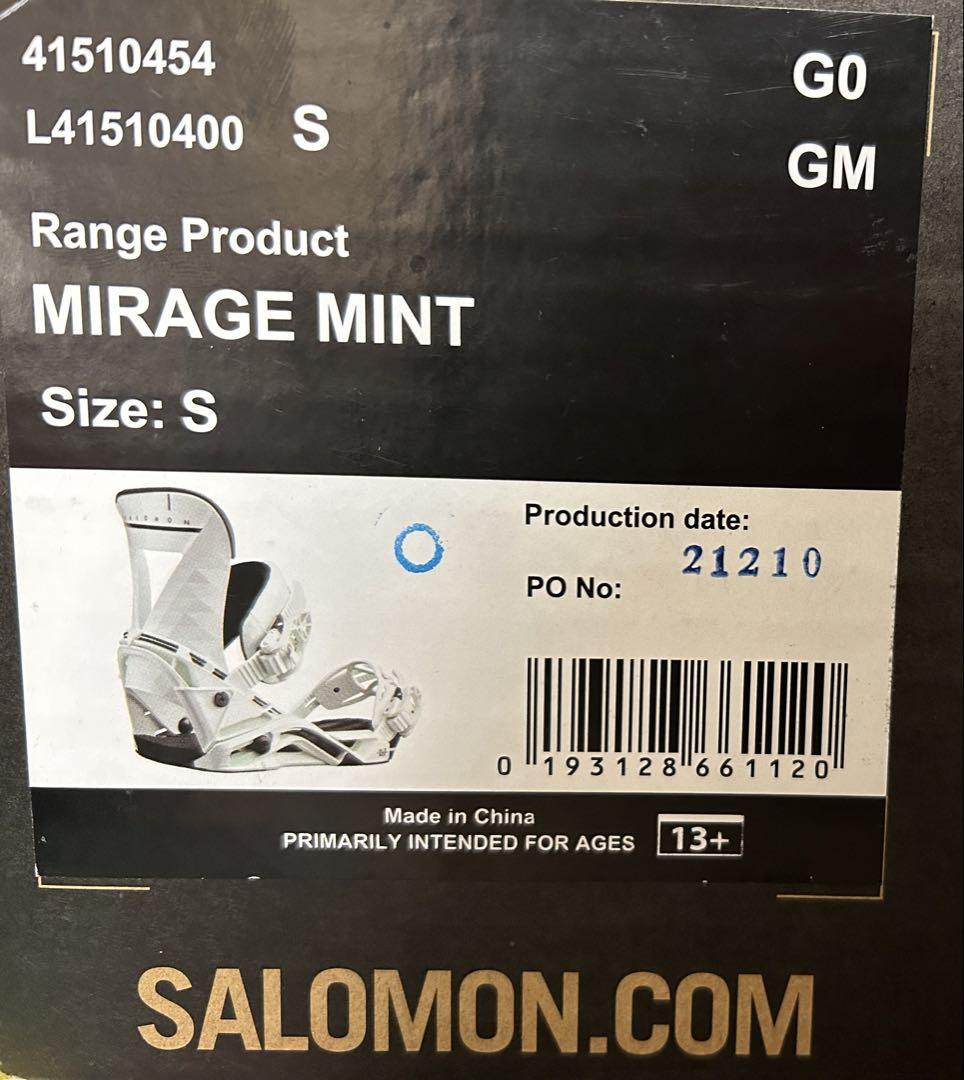 41510454
G0
L41510400 S
GM
Range Product
MIRAGE MINT
Size: S
Production date:
21210
PO No:
0 193128 661120
Made in China
PRIMARILY INTENDED FOR AGES 13+
SALOMON.COM